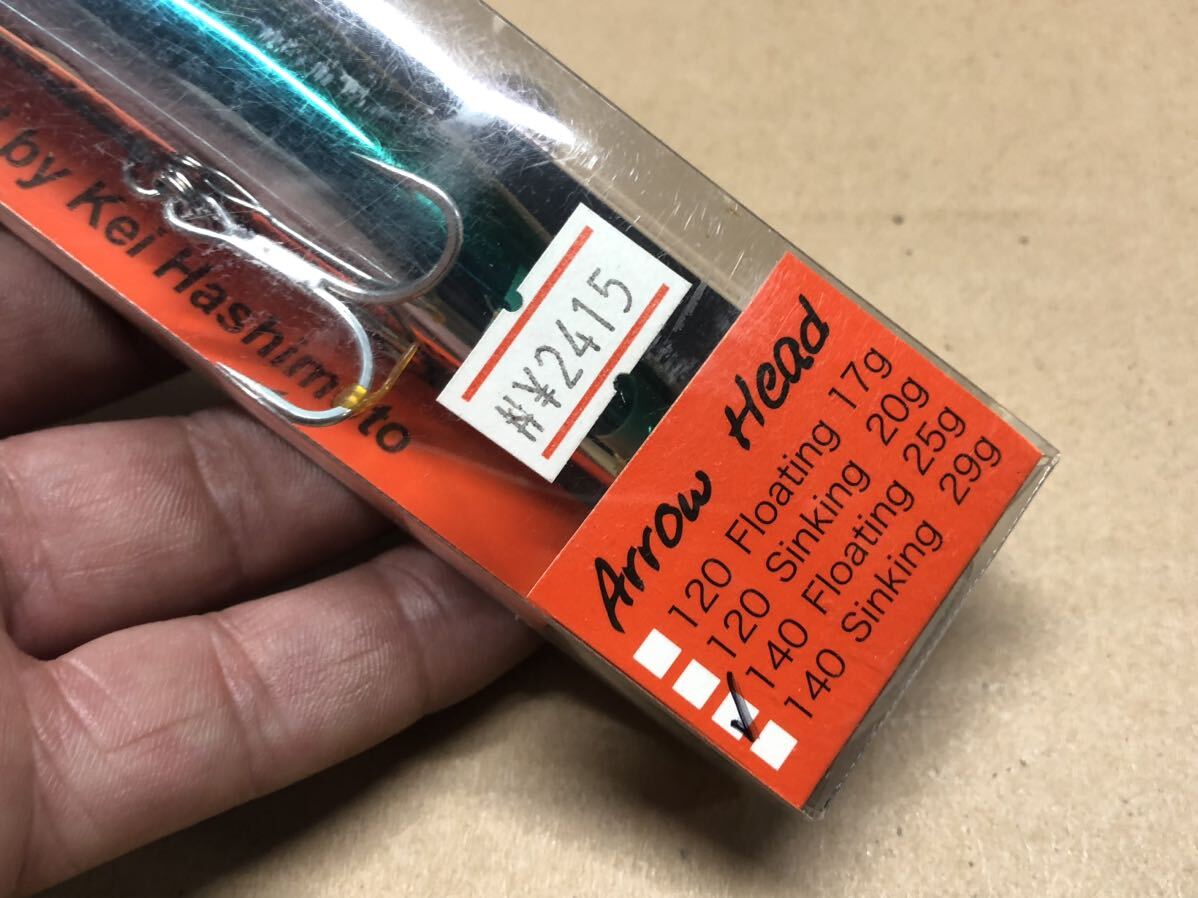 by Kei Hashimoto
¥2415
Arrow Head
120 Floating 17g
120 Sinking 20g
140 Floating 25g
140 Sinking 29g